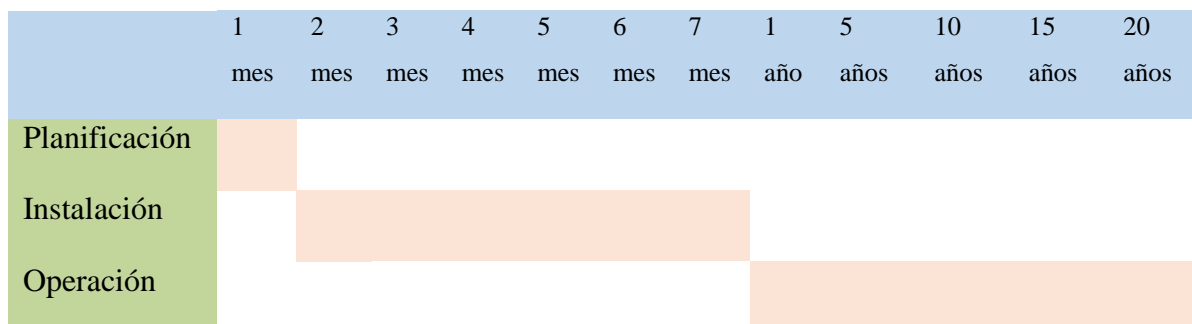 1 2 3 4 5 6 7 1 5 10 15 20
mes mes mes mes mes mes mes año años años años años
Planificación
Instalación
Operación